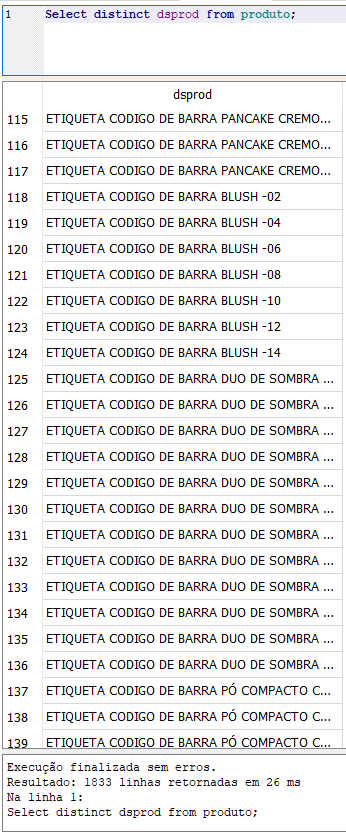 1 Select distinct dsprod from produto;
dsprod
115 ETIQUETA CODIGO DE BARRA PANCAKE CREMO...
116 ETIQUETA CODIGO DE BARRA PANCAKE CREMO...
117 ETIQUETA CODIGO DE BARRA PANCAKE CREMO...
118 ETIQUETA CODIGO DE BARRA BLUSH -02
119 ETIQUETA CODIGO DE BARRA BLUSH -04
120 ETIQUETA CODIGO DE BARRA BLUSH -06
121 ETIQUETA CODIGO DE BARRA BLUSH -08
122 ETIQUETA CODIGO DE BARRA BLUSH -10
123 ETIQUETA CODIGO DE BARRA BLUSH -12
124 ETIQUETA CODIGO DE BARRA BLUSH -14
125 ETIQUETA CODIGO DE BARRA DUO DE SOMBRA ...
126 ETIQUETA CODIGO DE BARRA DUO DE SOMBRA ...
127 ETIQUETA CODIGO DE BARRA DUO DE SOMBRA ...
128 ETIQUETA CODIGO DE BARRA DUO DE SOMBRA ...
129 ETIQUETA CODIGO DE BARRA DUO DE SOMBRA ...
130 ETIQUETA CODIGO DE BARRA DUO DE SOMBRA ...
131 ETIQUETA CODIGO DE BARRA DUO DE SOMBRA ...
132 ETIQUETA CODIGO DE BARRA DUO DE SOMBRA ...
133 ETIQUETA CODIGO DE BARRA DUO DE SOMBRA ...
134 ETIQUETA CODIGO DE BARRA DUO DE SOMBRA ...
135 ETIQUETA CODIGO DE BARRA DUO DE SOMBRA ...
136 ETIQUETA CODIGO DE BARRA DUO DE SOMBRA ...
137 ETIQUETA CODIGO DE BARRA PÓ COMPACTO C...
138 ETIQUETA CODIGO DE BARRA PÓ COMPACTO C...
139 ETIQUETA CODIGO DE BARRA PÓ COMPACTO C...
Execução finalizada sem erros.
Resultado: 1833 linhas retornadas em 26 ms
Na linha 1:
Select distinct dsprod from produto;